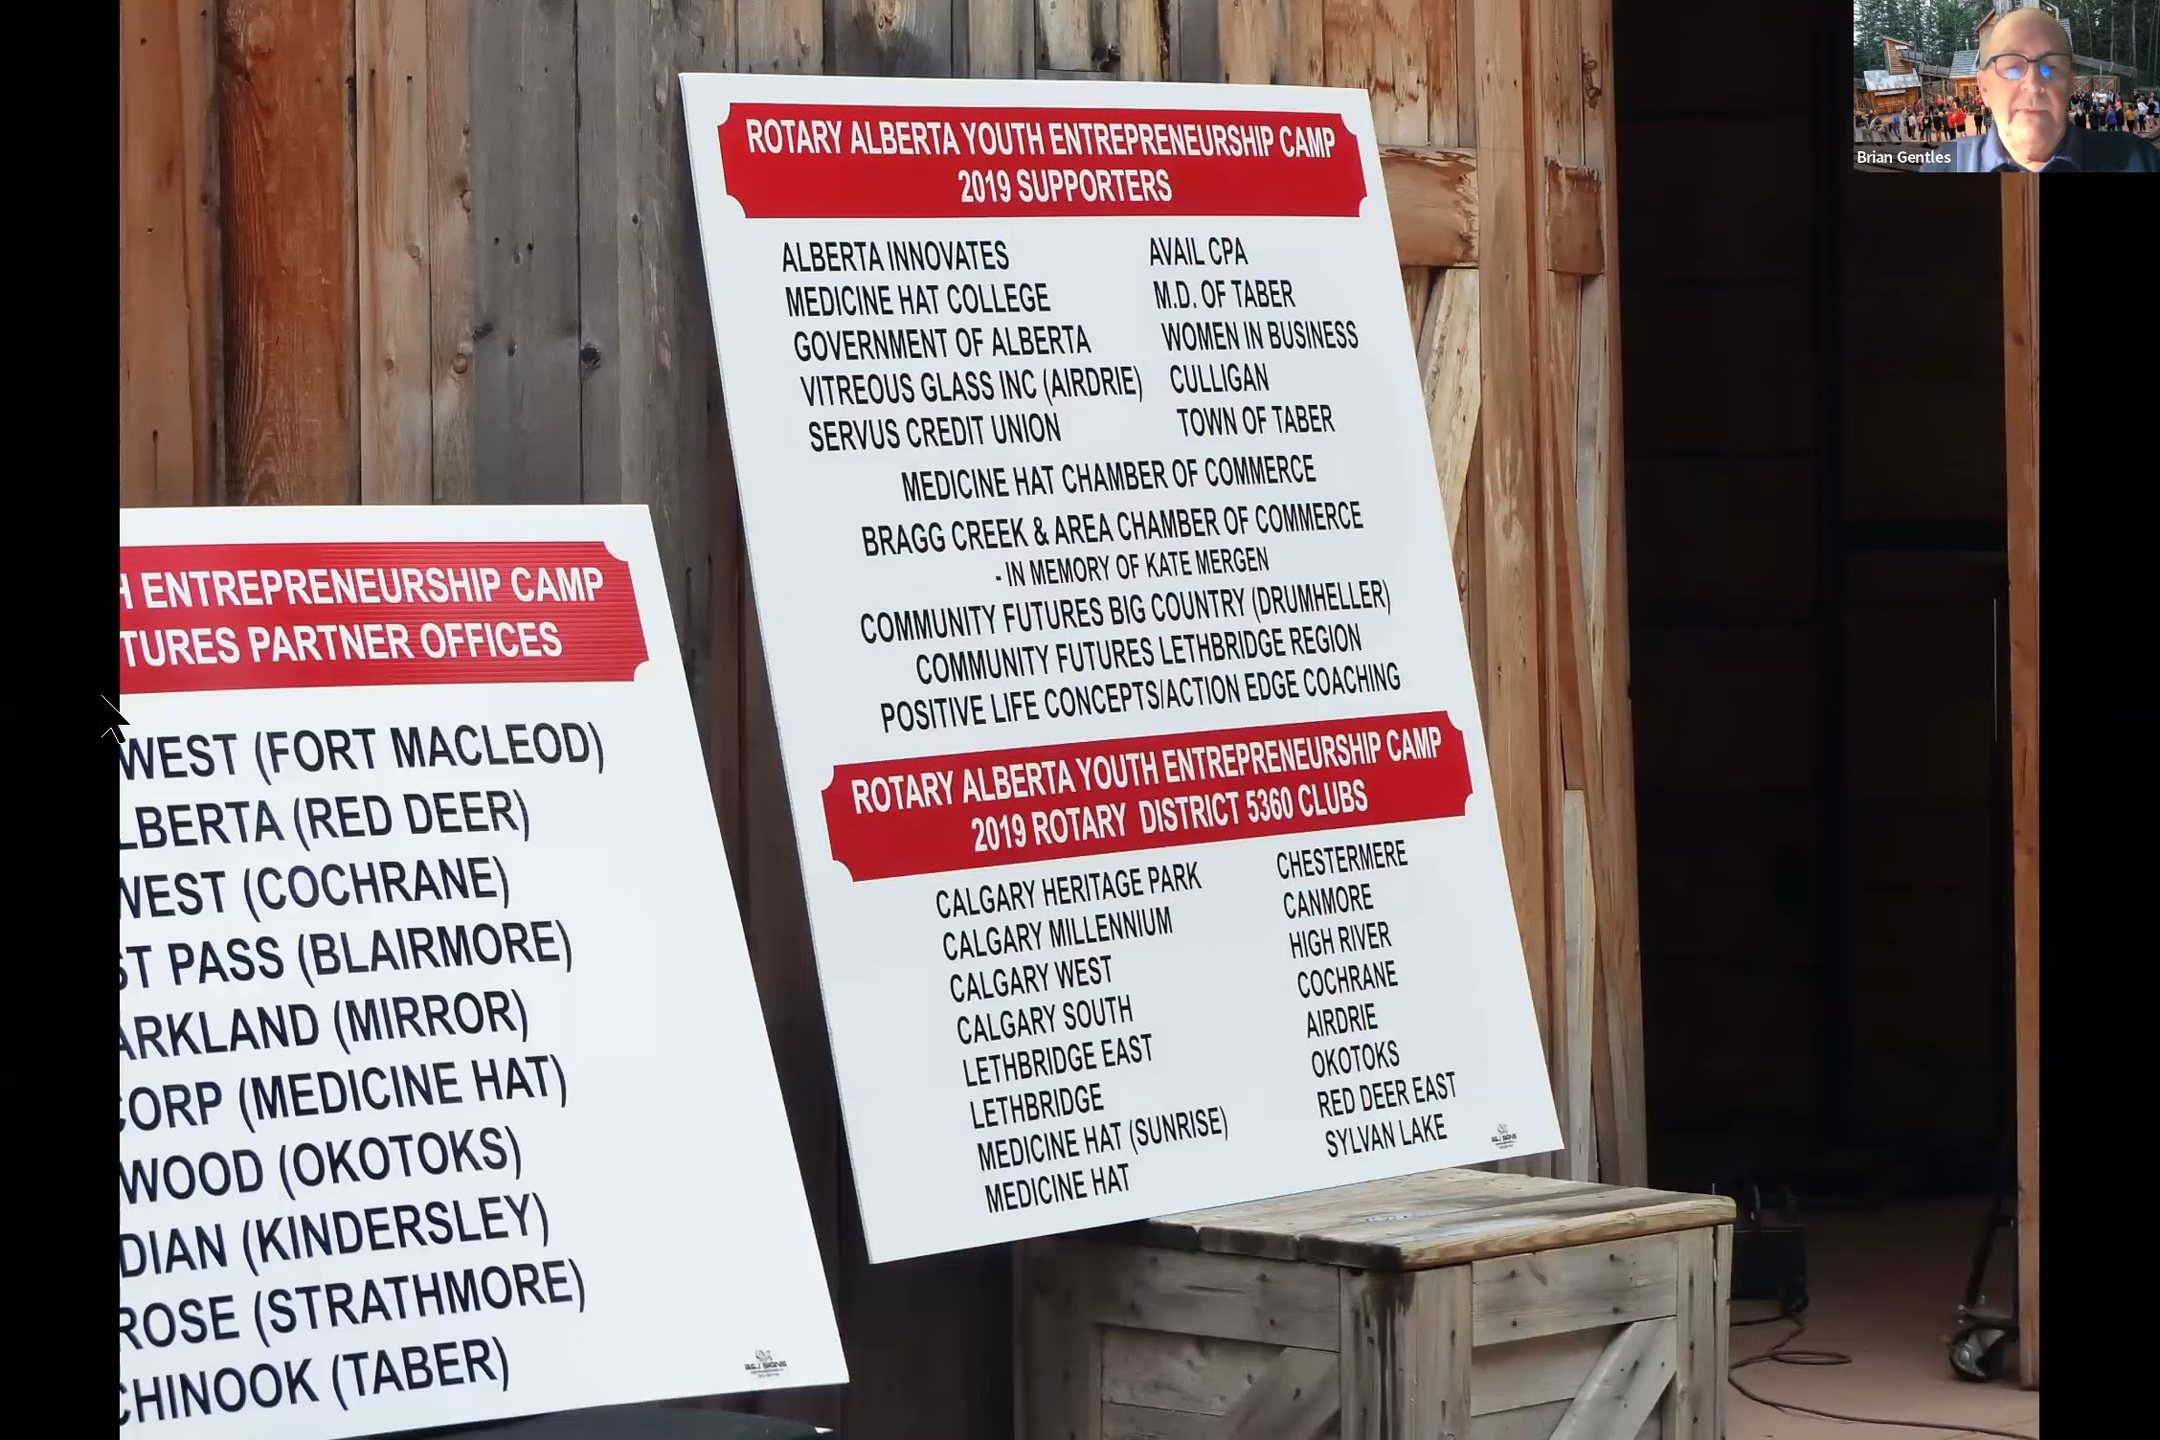 ROTARY ALBERTA YOUTH ENTREPRENEURSHIP CAMP
2019 SUPPORTERS
ALBERTA INNOVATES
MEDICINE HAT COLLEGE
GOVERNMENT OF ALBERTA
VITREOUS GLASS INC (AIRDRIE)
SERVUS CREDIT UNION
AVAIL CPA
M.D. OF TABER
WOMEN IN BUSINESS
CULLIGAN
TOWN OF TABER
MEDICINE HAT CHAMBER OF COMMERCE
BRAGG CREEK & AREA CHAMBER OF COMMERCE
- IN MEMORY OF KATE MERGEN
COMMUNITY FUTURES BIG COUNTRY (DRUMHELLER)
COMMUNITY FUTURES LETHBRIDGE REGION
POSITIVE LIFE CONCEPTS/ACTION EDGE COACHING
ROTARY ALBERTA YOUTH ENTREPRENEURSHIP CAMP
2019 ROTARY DISTRICT 5360 CLUBS
CALGARY HERITAGE PARK
CALGARY MILLENNIUM
CALGARY WEST
CALGARY SOUTH
LETHBRIDGE EAST
LETHBRIDGE
MEDICINE HAT (SUNRISE)
MEDICINE HAT
CHESTERMERE
CANMORE
HIGH RIVER
COCHRANE
AIRDRIE
OKOTOKS
RED DEER EAST
SYLVAN LAKE
H ENTREPRENEURSHIP CAMP
TURES PARTNER OFFICES
WEST (FORT MACLEOD)
LBERTA (RED DEER)
WEST (COCHRANE)
ST PASS (BLAIRMORE)
ARKLAND (MIRROR)
CORP (MEDICINE HAT)
WOOD (OKOTOKS)
DIAN (KINDERSLEY)
ROSE (STRATHMORE)
CHINOOK (TABER)
Brian Gentles